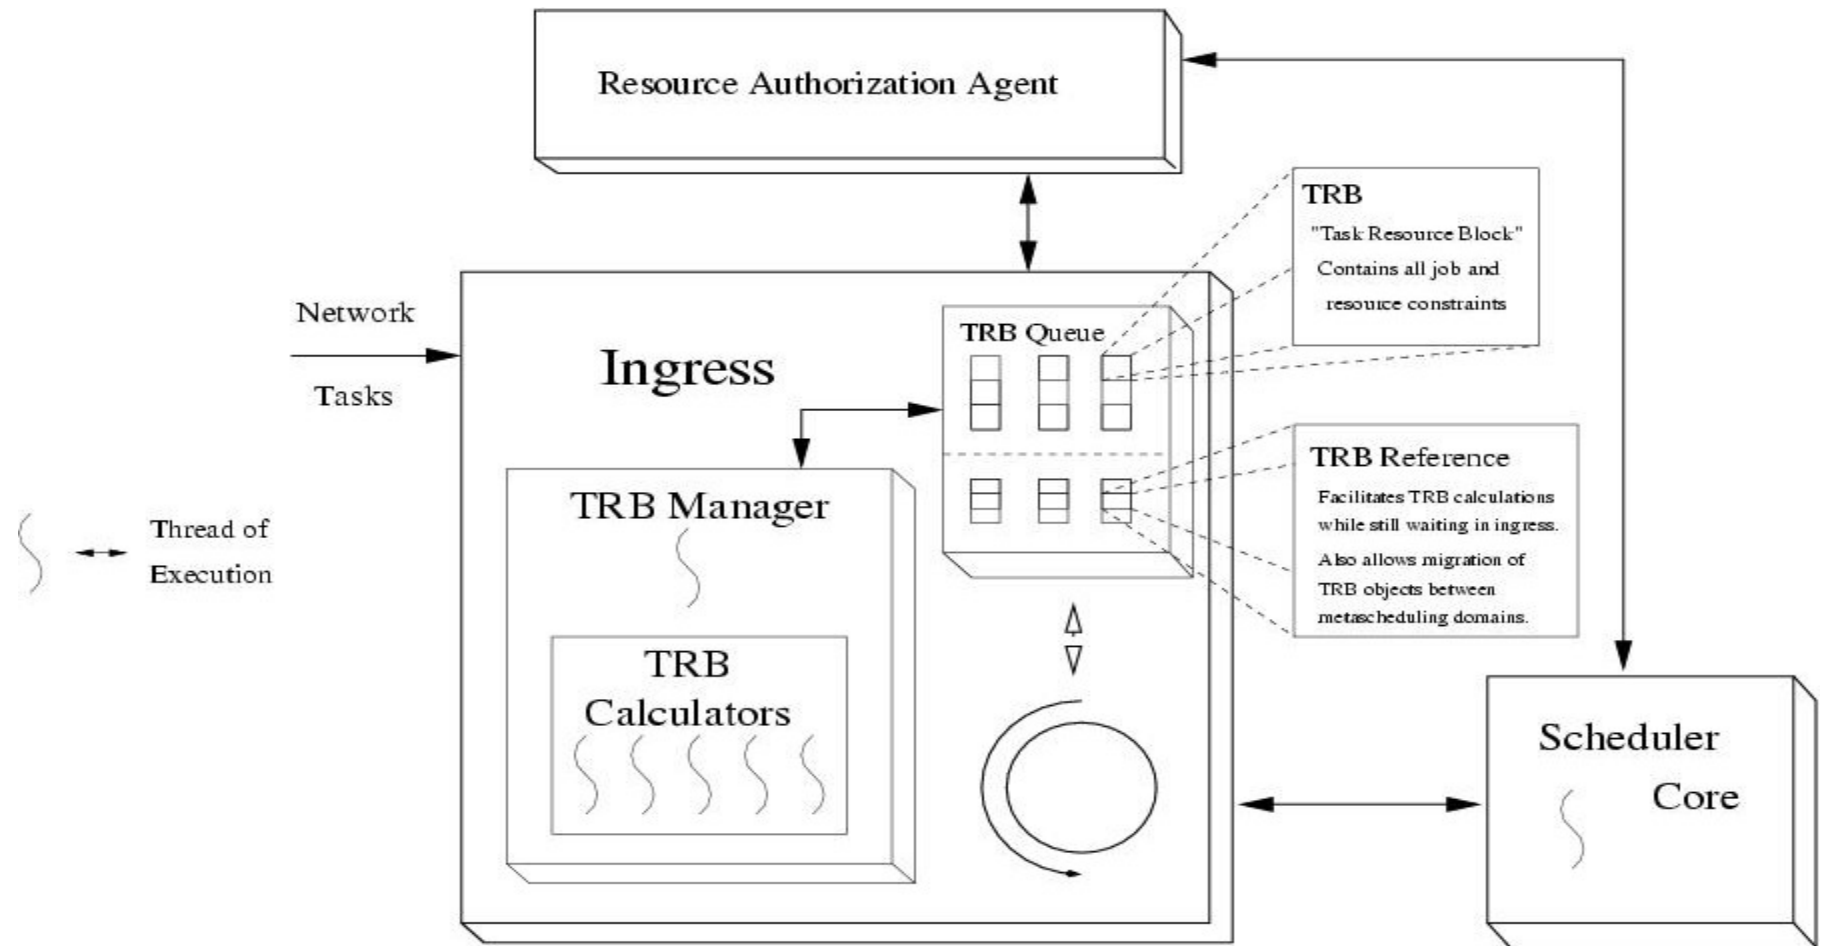 Resource Authorization Agent
TRB
"Task Resource Block"
Contains all job and
resource constraints
Network
Tasks
Ingress
TRB Queue
TRB Reference
Facilitates TRB calculations
while still waiting in ingress.
Also allows migration of
TRB objects between
metascheduling domains.
Thread of
Execution
TRB Manager
TRB
Calculators
Scheduler
Core